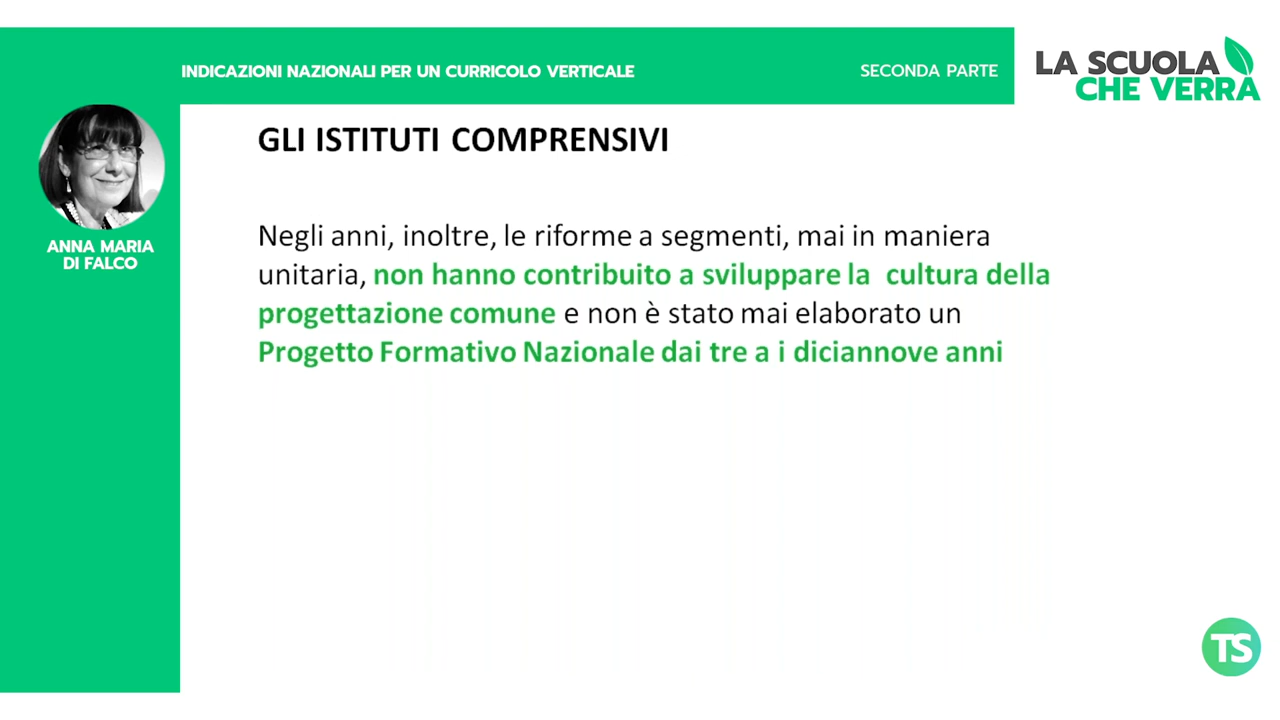 INDICAZIONI NAZIONALI PER UN CURRICOLO VERTICALE
SECONDA PARTE
LA SCUOLA
CHE VERRÀ
ANNA MARIA
DI FALCO
GLI ISTITUTI COMPRENSIVI
Negli anni, inoltre, le riforme a segmenti, mai in maniera
unitaria, non hanno contribuito a sviluppare la cultura della
progettazione comune e non è stato mai elaborato un
Progetto Formativo Nazionale dai tre a i diciannove anni
TS